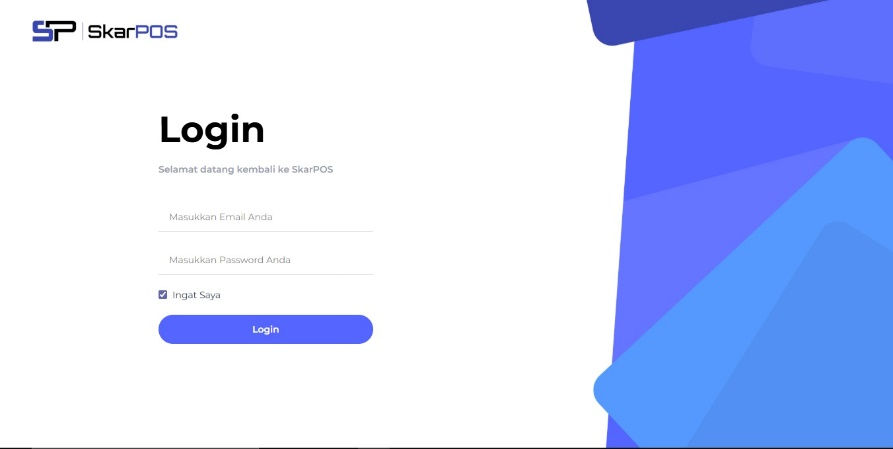 SP SkarPOS
Login
Selamat datang kembali ke SkarPOS
Masukkan Email Anda
Masukkan Password Anda
Ingat Saya
Login